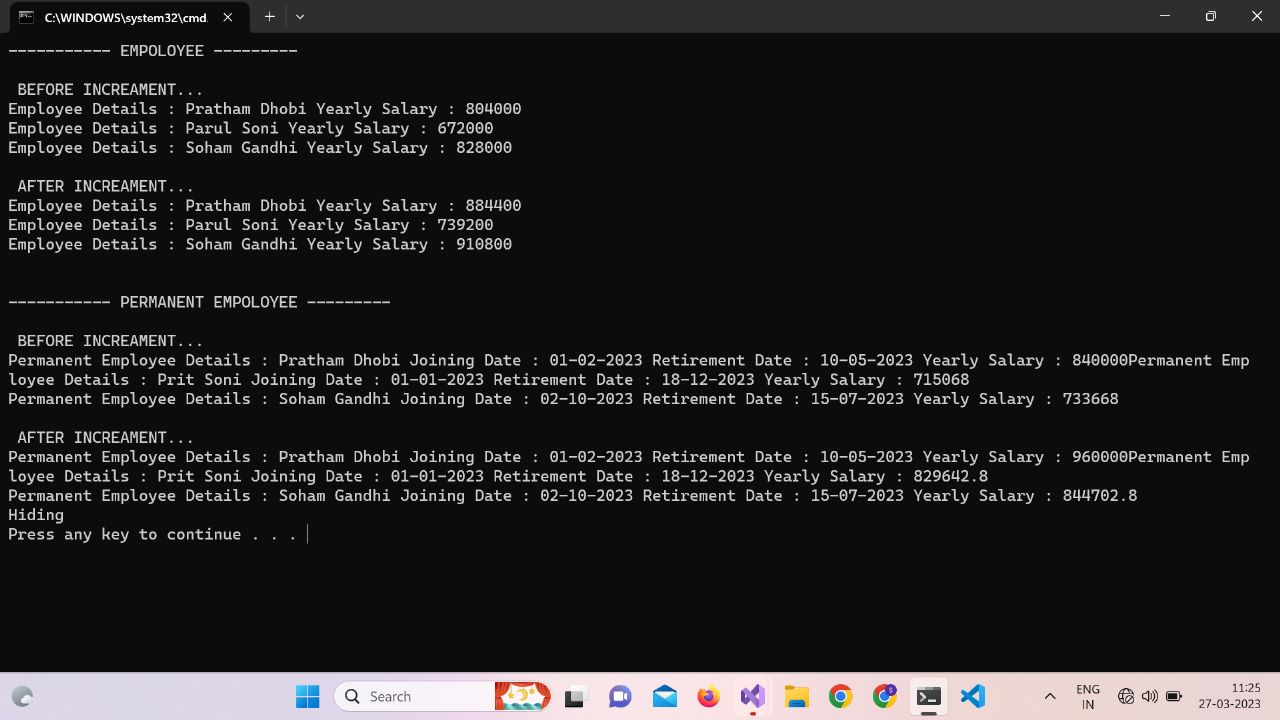 C:\WINDOWS\system32\cmd.
----------- EMPOLOYEE ---------
BEFORE INCREAMENT...
Employee Details : Pratham Dhobi Yearly Salary : 804000
Employee Details : Parul Soni Yearly Salary : 672000
Employee Details : Soham Gandhi Yearly Salary : 828000
AFTER INCREAMENT...
Employee Details : Pratham Dhobi Yearly Salary : 884400
Employee Details : Parul Soni Yearly Salary : 739200
Employee Details : Soham Gandhi Yearly Salary : 910800
----------- PERMANENT EMPOLOYEE ---------
BEFORE INCREAMENT...
Permanent Employee Details : Pratham Dhobi Joining Date : 01-02-2023 Retirement Date : 10-05-2023 Yearly Salary : 840000Permanent Emp
loyee Details : Prit Soni Joining Date : 01-01-2023 Retirement Date : 18-12-2023 Yearly Salary : 715068
Permanent Employee Details : Soham Gandhi Joining Date : 02-10-2023 Retirement Date : 15-07-2023 Yearly Salary : 733668
AFTER INCREAMENT...
Permanent Employee Details : Pratham Dhobi Joining Date : 01-02-2023 Retirement Date : 10-05-2023 Yearly Salary : 960000Permanent Emp
loyee Details : Prit Soni Joining Date : 01-01-2023 Retirement Date : 18-12-2023 Yearly Salary : 829642.8
Permanent Employee Details : Soham Gandhi Joining Date : 02-10-2023 Retirement Date : 15-07-2023 Yearly Salary : 844702.8
Hiding
Press any key to continue . . .
Search
ENG
IN
11:25
27-03-2023